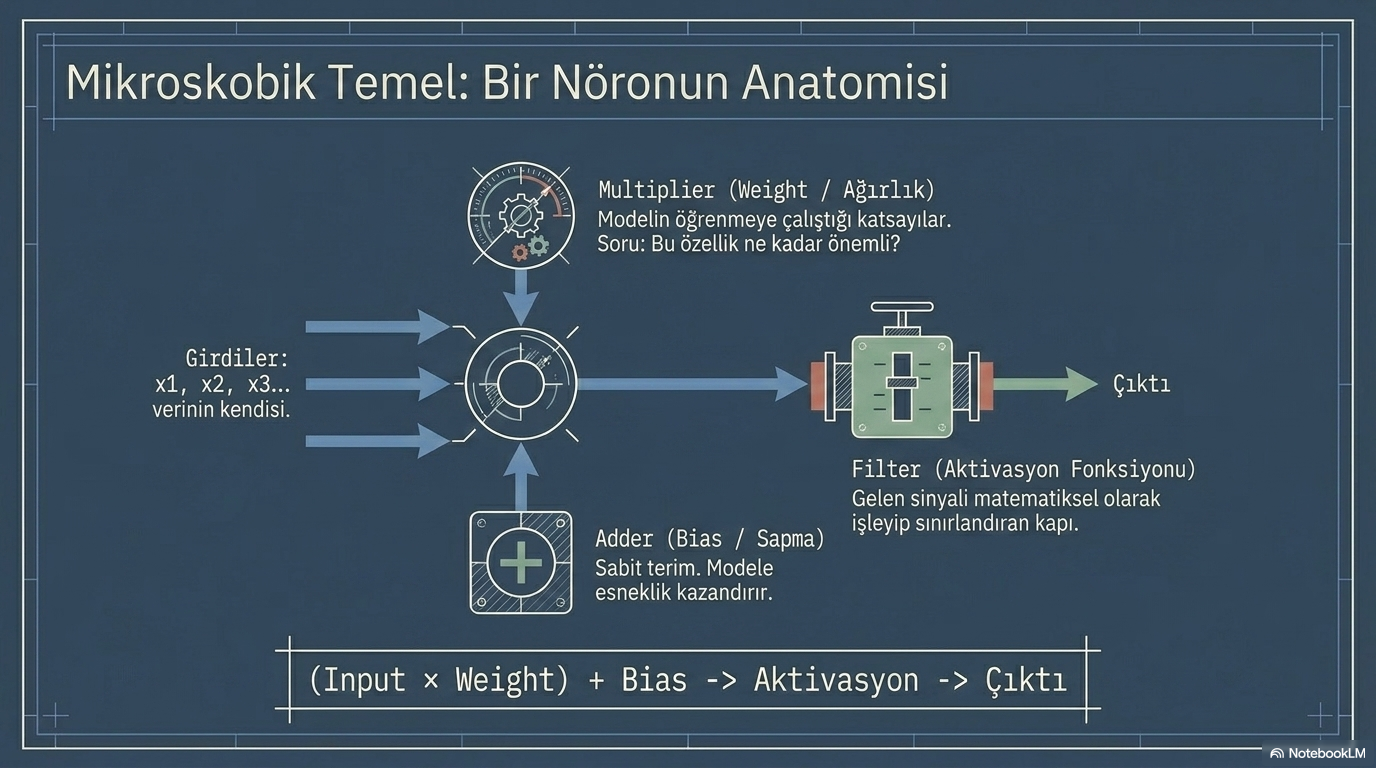 Mikroskobik Temel: Bir Nöronun Anatomisi
Multiplier (Weight / Ağırlık)
Modelin öğrenmeye çalıştığı katsayılar.
Soru: Bu özellik ne kadar önemli?
Girdiler:
x1, x2, x3...
verinin kendisi.
Çıktı
Filter (Aktivasyon Fonksiyonu)
Gelen sinyali matematiksel olarak
işleyip sınırlandıran kapı.
Adder (Bias / Sapma)
Sabit terim. Modele
esneklik kazandırır.
(Input × Weight) + Bias -> Aktivasyon -> Çıktı
NotebookLM